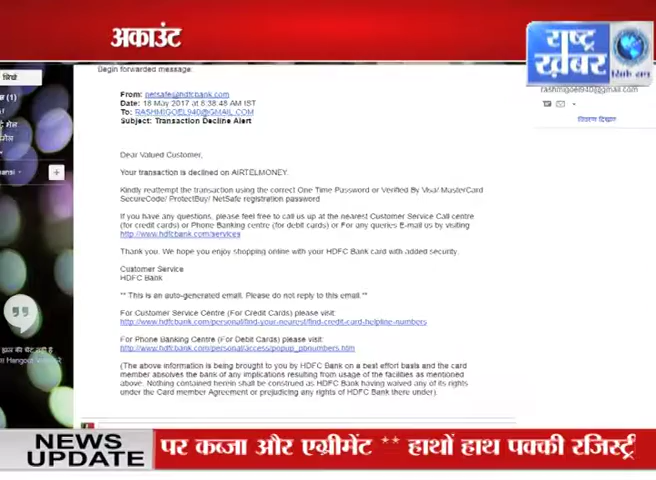 अकाउंट
राष्ट्र
ख़बर
Begin forwarded message:
rashmigoel940@gmail.com
From: netsafe@hdfcbank.com
Date: 18 May 2017 at 8:38:48 AM IST
To: RASHMIGOEL940@GMAIL.COM
Subject: Transaction Decline Alert
Dear Valued Customer,
Your transaction is declined on AIRTELMONEY.
Kindly reattempt the transaction using the correct One Time Password or Verified By Visa/ MasterCard
SecureCode/ ProtectBuy/ NetSafe registration password
If you have any questions, please feel free to call us up at the nearest Customer Service Call centre
(for credit cards) or Phone Banking centre (for debit cards) or For any queries E-mail us by visiting
http://www.hdfcbank.com/services
Thank you. We hope you enjoy shopping online with your HDFC Bank card with added security.
Customer Service
HDFC Bank
** This is an auto-generated email. Please do not reply to this email.**
For Customer Service Centre (For Credit Cards) please visit:
http://www.hdfcbank.com/personal/find-your-nearest/find-credit-card-helpline-numbers
For Phone Banking Centre (For Debit Cards) please visit:
http://www.hdfcbank.com/personal/access/popup_pbnumbers.htm
(The above information is being brought to you by HDFC Bank on a best effort basis and the card
member absolves the bank of any implications resulting from usage of the facilities as mentioned
above. Nothing contained herein shall be construed as HDFC Bank having waived any of its rights
under the Card member Agreement or prejudicing any rights of HDFC Bank there under).
NEWS
UPDATE
पर कब्जा और एग्रीमेंट ** हाथों हाथ पक्की रजिस्ट्री